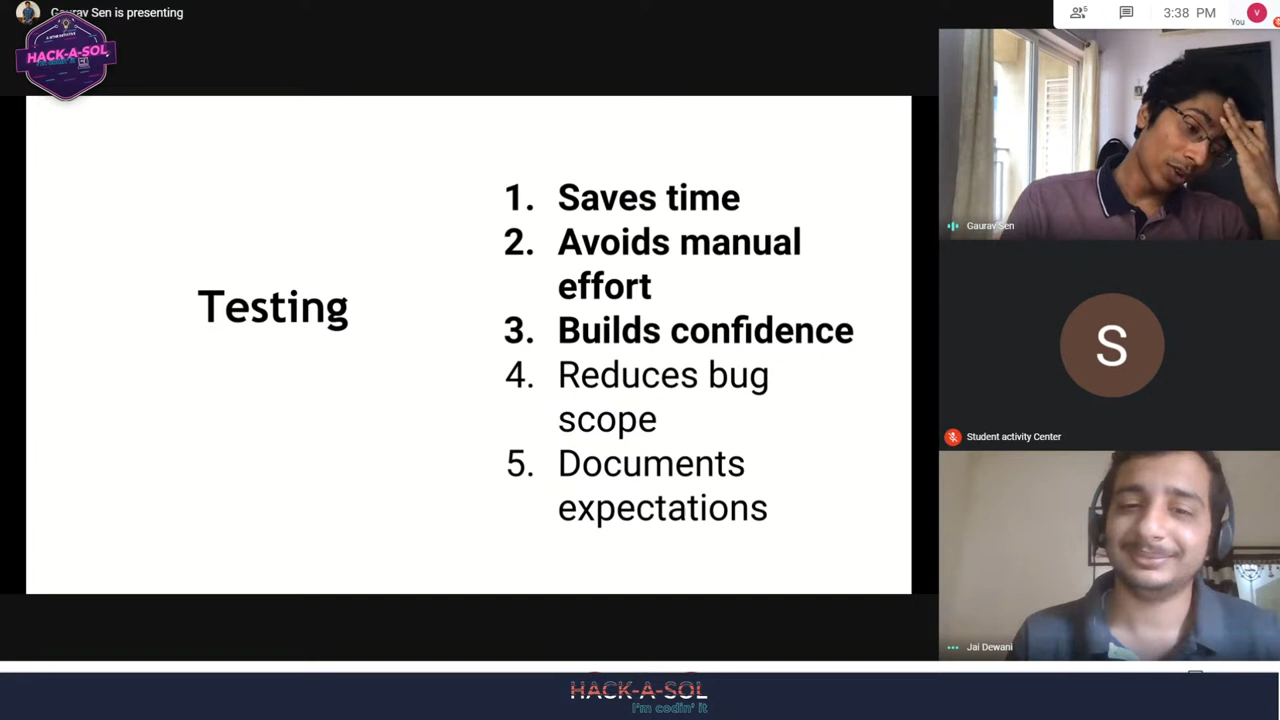 Gaurav Sen is presenting
HACK-A-SOL
5
3:38 PM
You
V
Testing
1. Saves time
2. Avoids manual
effort
3. Builds confidence
4. Reduces bug
scope
5. Documents
expectations
Gaurav Sen
S
Student activity Center
Jai Dewani
HACK-A-SOL
I'm codin' it